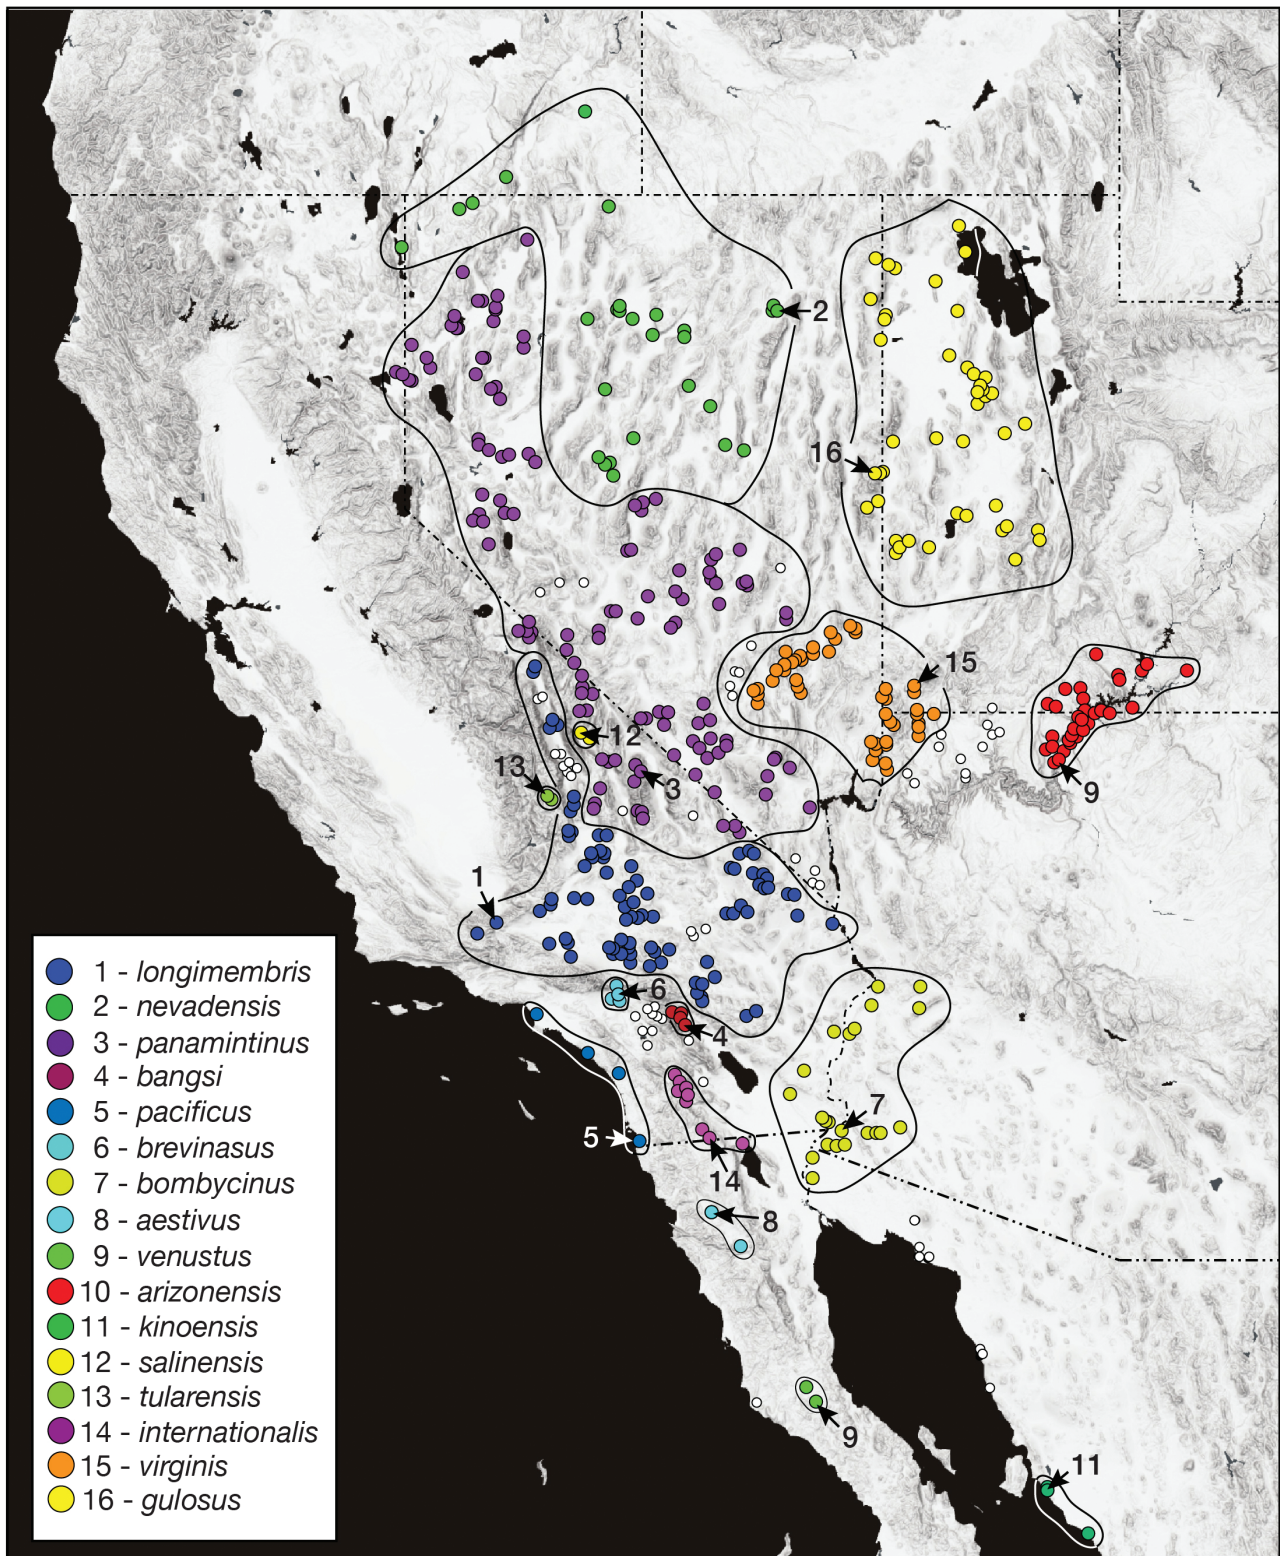 2
16
15
12
3
13
9
1
6
4
7
5
14
8
9
11
1 - longimembris
2 - nevadensis
3 - panamintinus
4 - bangsi
5 - pacificus
6 - brevinasus
7 - bombycinus
8 - aestivus
9 - venustus
10 - arizonensis
11 - kinoensis
12 - salinensis
13 - tularensis
14 - internationalis
15 - virginis
16 - gulosus